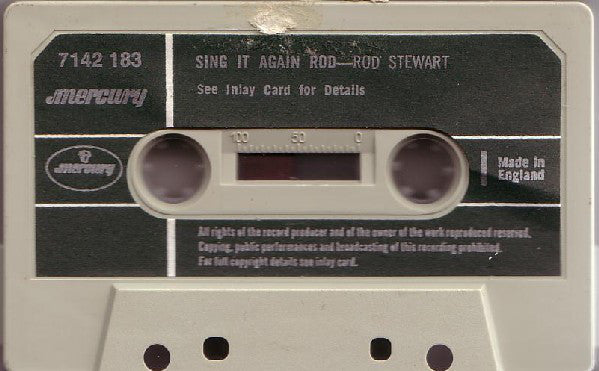 7142 183
SING IT AGAIN ROD—ROD STEWART
mercury
See Inlay Card for Details
100 50 0
mercury
Made in
England
All rights of the record producer and of the owner of the work reproduced reserved.
Copying, public performances and broadcasting of this recording prohibited.
For full copyright details see inlay card.